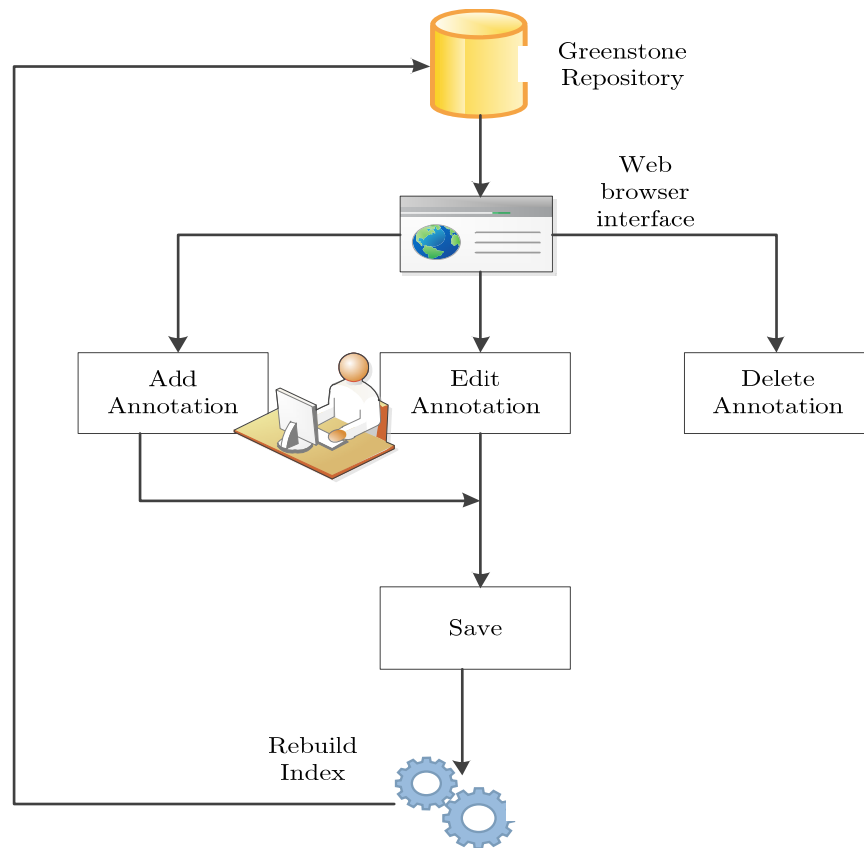 Greenstone
Repository
Web
browser
interface
Add
Annotation
Edit
Annotation
Delete
Annotation
Save
Rebuild
Index